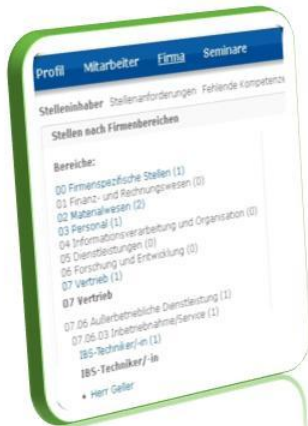 Profil Mitarbeiter Firma Seminare
Stelleninhaber Stellenanforderungen Fehlende
Stellen nach Firmenbereichen
Bereiche:
00 Firmenspezifische Stellen (1)
01 Finanz- und Rechnungswesen (0)
02 Materialwesen (2)
03 Personal (1)
04 Informationsverarbeitung und Organisation (0)
05 Dienstleistungen (0)
06 Forschung und Entwicklung (0)
07 Vertrieb (1)
07 Vertrieb
07.06 Außerbetriebliche Dienstleistung (1)
07.06.03 Inbetriebnahme/Service (1)
IBS-Techniker/-in (1)
IBS-Techniker/-in
• Herr Geller